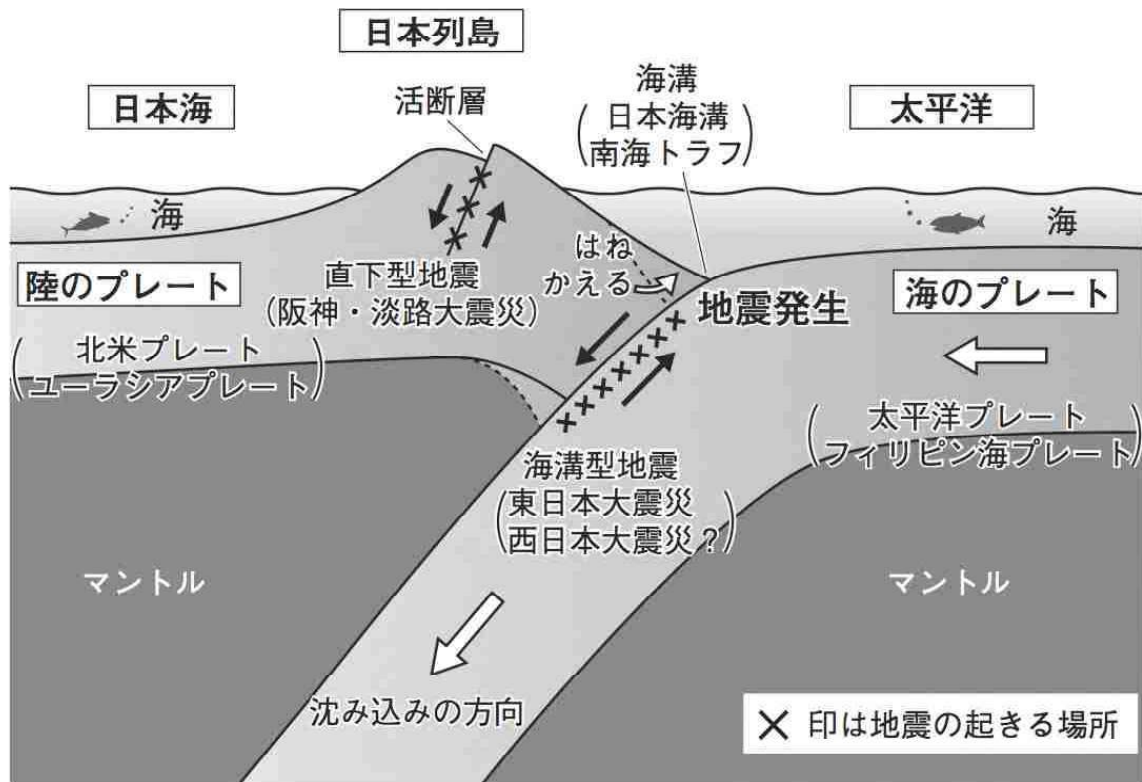 日本列島
日本海
活断層
海溝
(日本海溝
南海トラフ)
太平洋
海
海
はね
かえる
陸のプレート
直下型地震
(阪神・淡路大震災)
地震発生
海のプレート
(北米プレート
ユーラシアプレート)
(太平洋プレート
フィリピン海プレート)
海溝型地震
(東日本大震災
西日本大震災?)
マントル
マントル
沈み込みの方向
× 印は地震の起きる場所